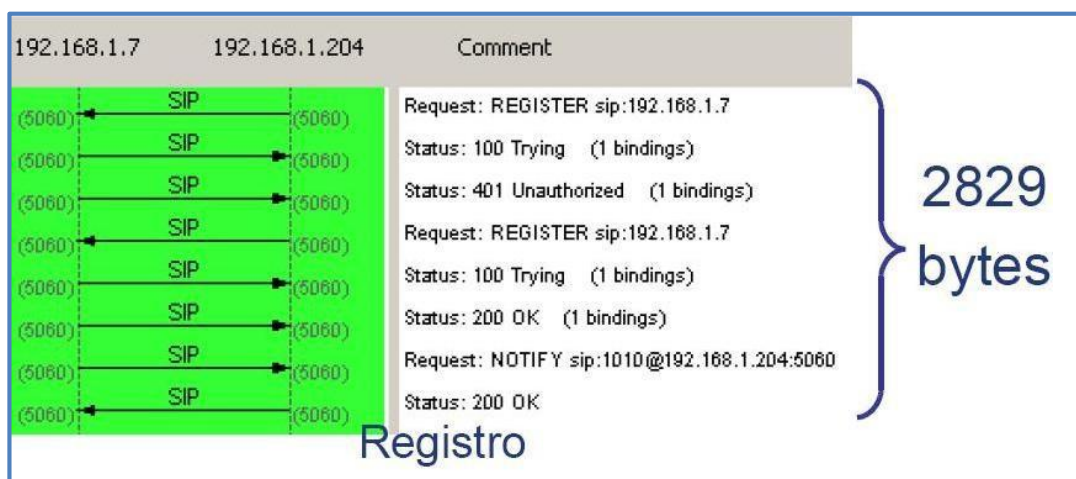 192.168.1.7 192.168.1.204 Comment
SIP
(5060) (5060) Request: REGISTER sip:192.168.1.7
SIP
(5060) (5060) Status: 100 Trying (1 bindings)
SIP
(5060) (5060) Status: 401 Unauthorized (1 bindings)
SIP
(5060) (5060) Request: REGISTER sip:192.168.1.7
SIP
(5060) (5060) Status: 100 Trying (1 bindings)
SIP
(5060) (5060) Status: 200 OK (1 bindings)
SIP
(5060) (5060) Request: NOTIFY sip:1010@192.168.1.204:5060
SIP
(5060) (5060) Status: 200 OK
2829
bytes
Registro